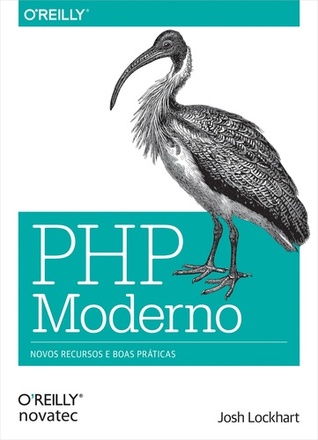 O'REILLY®
PHP
Moderno
NOVOS RECURSOS E BOAS PRÁTICAS
O'REILLY®
novatec
Josh Lockhart